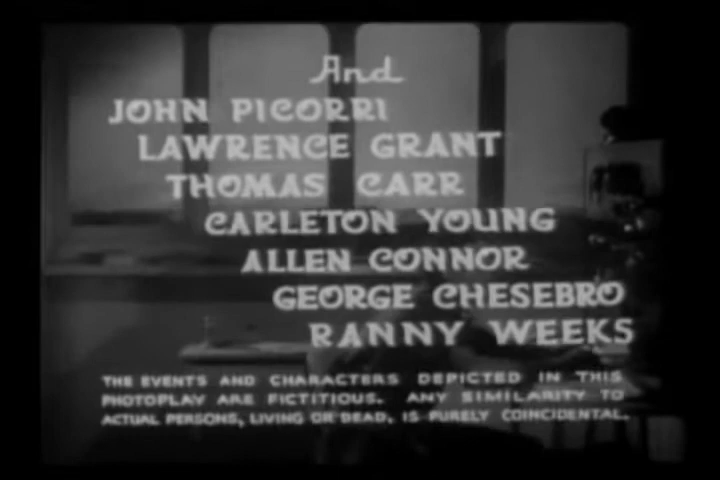 And
JOHN PICORRI
LAWRENCE GRANT
THOMAS CARR
CARLETON YOUNG
ALLEN CONNOR
GEORGE CHESEBRO
RANNY WEEKS
THE EVENTS AND CHARACTERS DEPICTED IN THIS
PHOTOPLAY ARE FICTITIOUS. ANY SIMILARITY TO
ACTUAL PERSONS, LIVING OR DEAD, IS PURELY COINCIDENTAL.